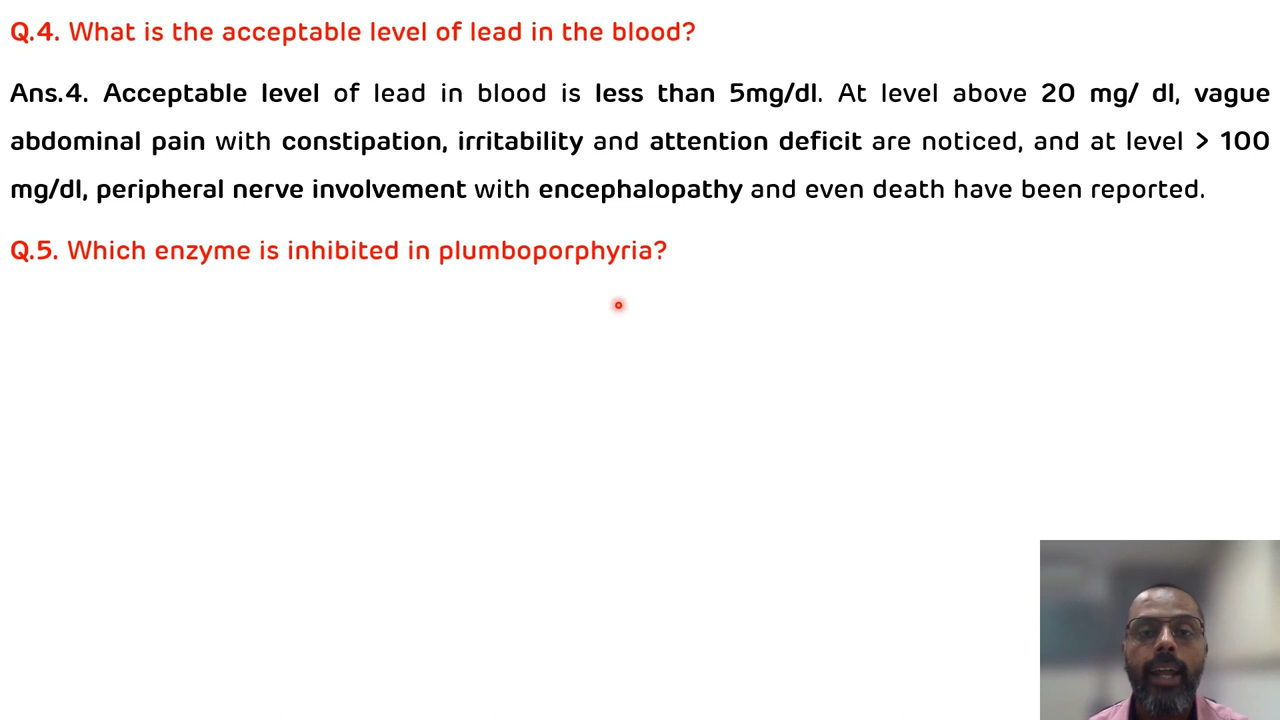 Q.4. What is the acceptable level of lead in the blood?
Ans.4. Acceptable level of lead in blood is less than 5mg/dl. At level above 20 mg/ dl, vague
abdominal pain with constipation, irritability and attention deficit are noticed, and at level > 100
mg/dl, peripheral nerve involvement with encephalopathy and even death have been reported.
Q.5. Which enzyme is inhibited in plumboporphyria?